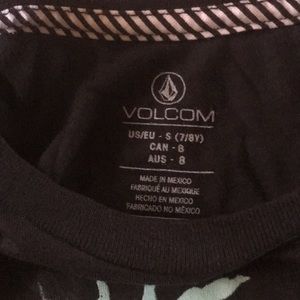 VOLCOM
US/EU - S (7/8Y)
CAN - 8
AUS - 8
MADE IN MEXICO
FABRIQUÉ AU MEXIQUE
HECHO EN MEXICO
FABRICADO NO MÉXICO